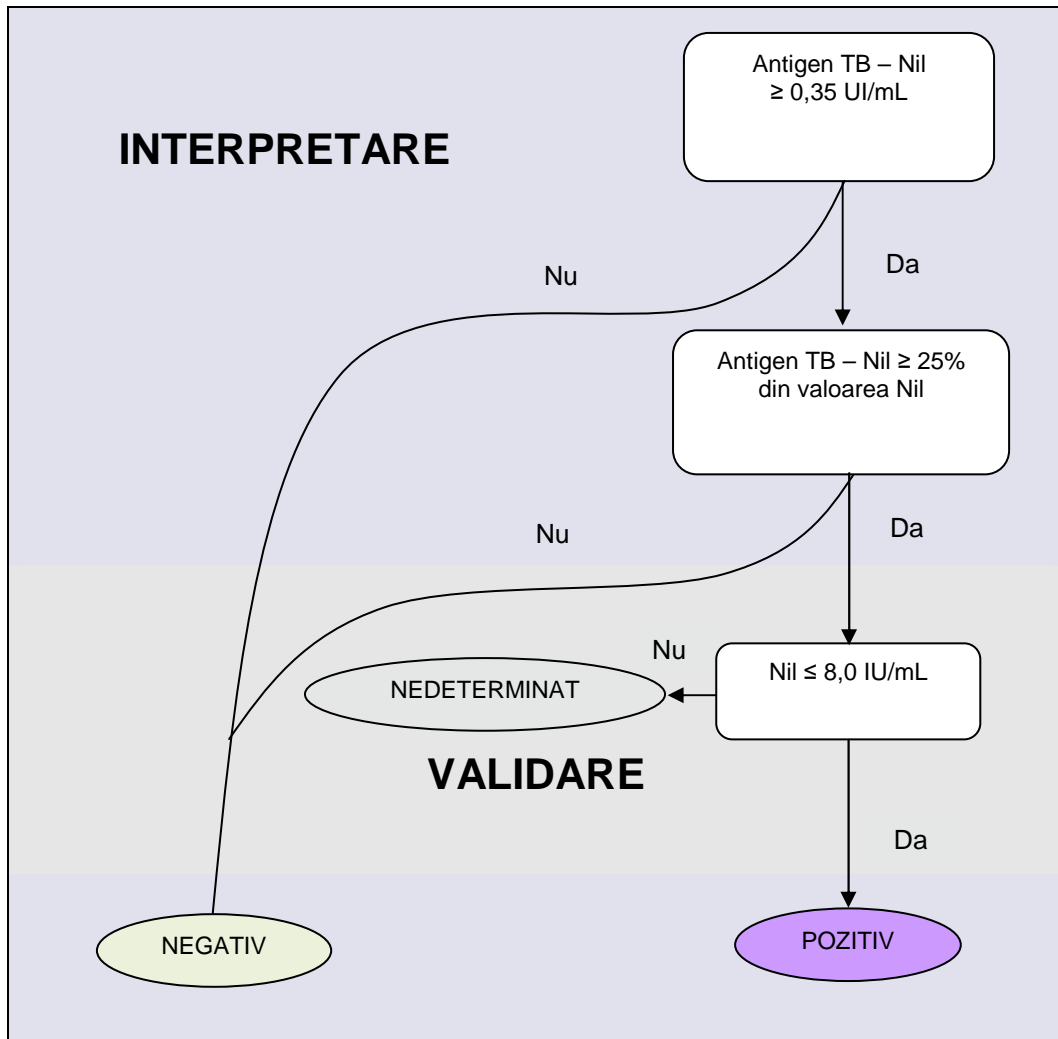 Antigen TB – Nil
≥ 0,35 UI/mL
INTERPRETARE
Nu
Da
Antigen TB – Nil ≥ 25%
din valoarea Nil
Nu
Da
Nu
Nil ≤ 8,0 IU/mL
NEDETERMINAT
VALIDARE
Da
NEGATIV
POZITIV